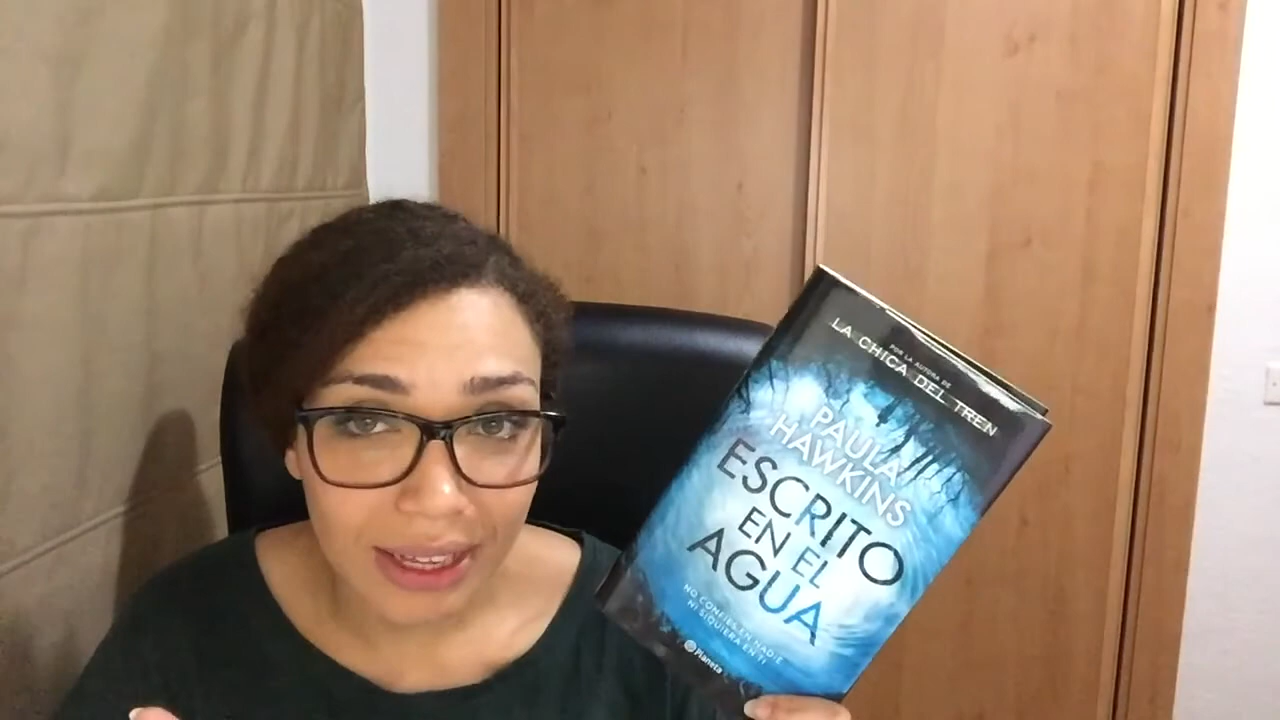 POR LA AUTORA DE
LA CHICA DEL TREN
PAULA
HAWKINS
ESCRITO
EN EL
AGUA
NO CONFÍES EN NADIE
NI SIQUIERA EN TI
Planeta